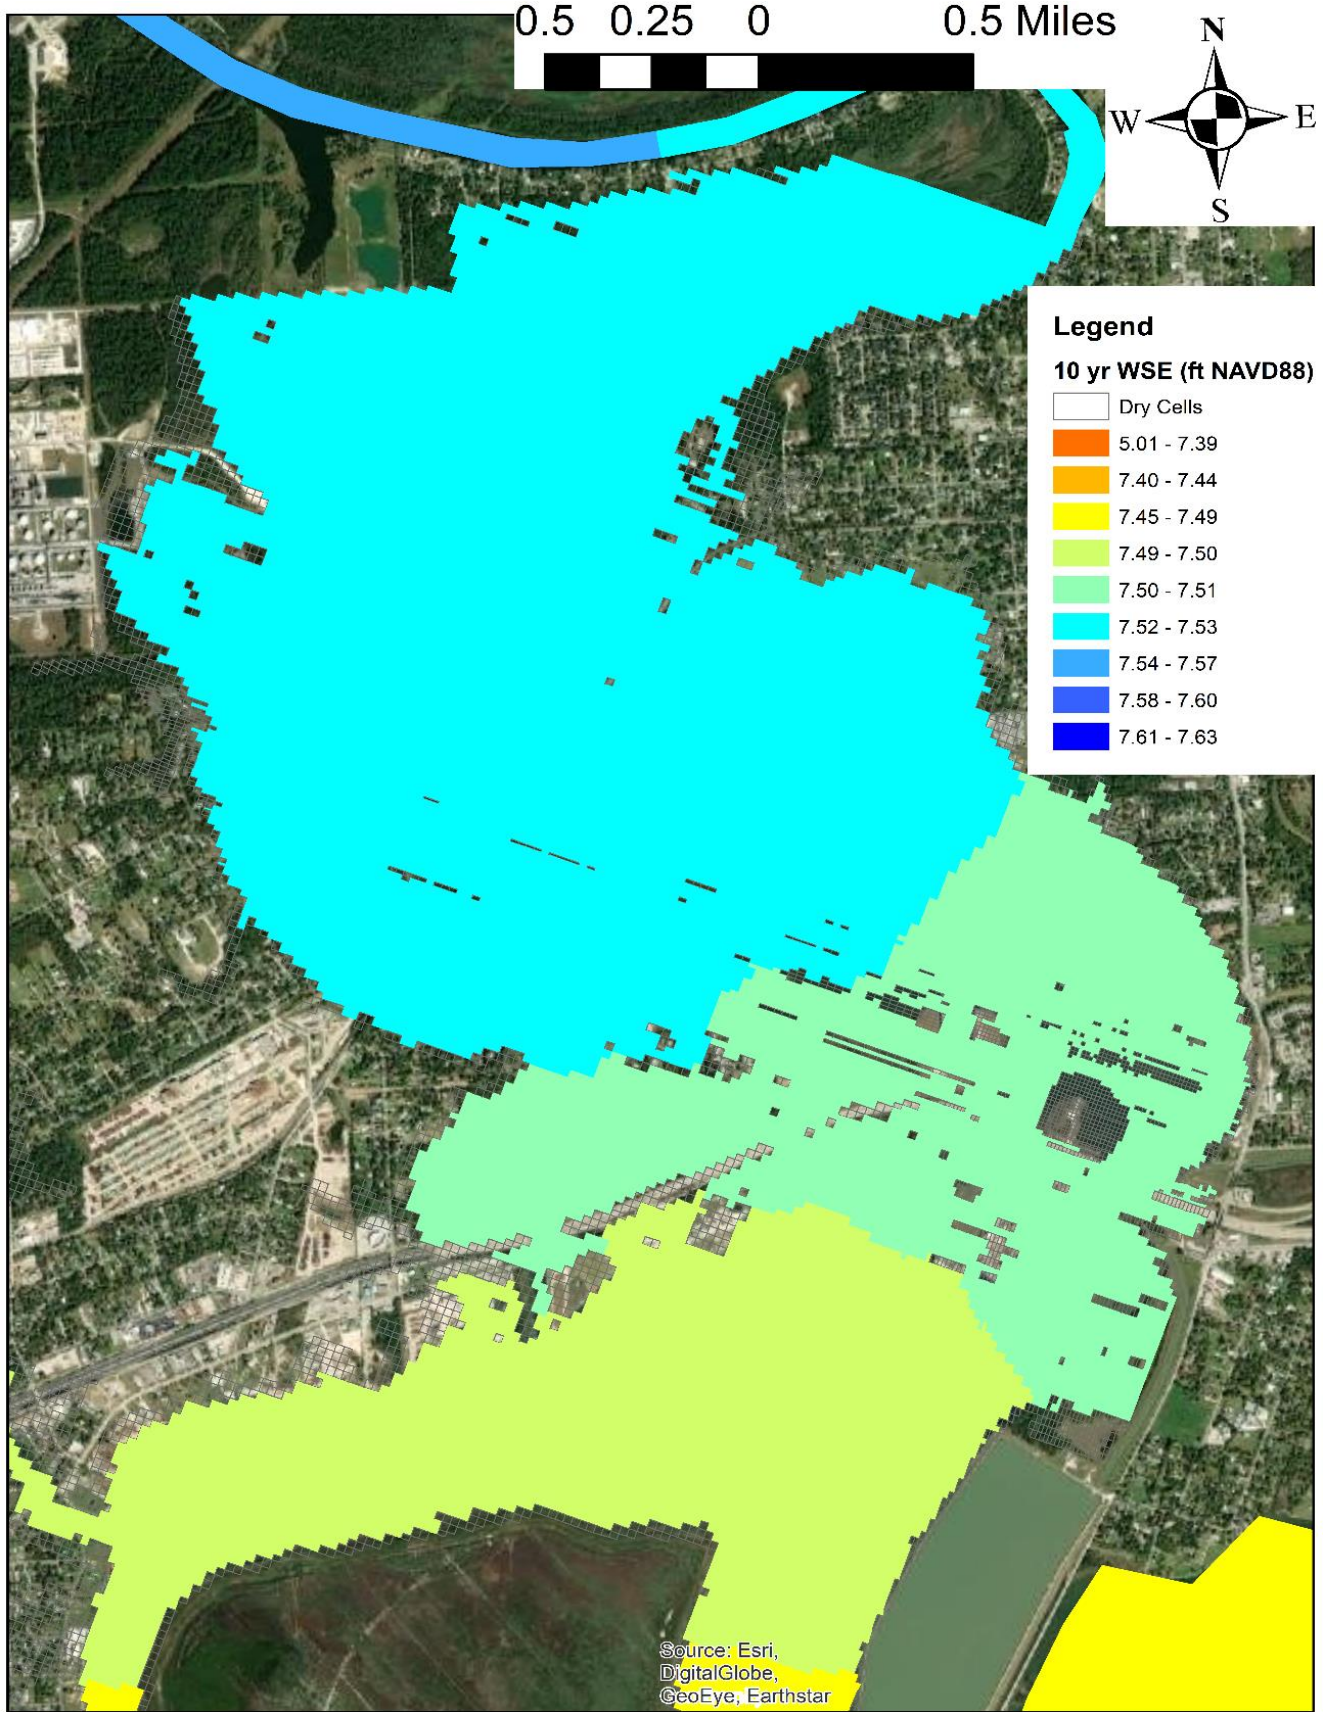 0.5 0.25 0 0.5 Miles
N
W E
S
Legend
10 yr WSE (ft NAVD88)
Dry Cells
5.01 - 7.39
7.40 - 7.44
7.45 - 7.49
7.49 - 7.50
7.50 - 7.51
7.52 - 7.53
7.54 - 7.57
7.58 - 7.60
7.61 - 7.63
Source: Esri,
DigitalGlobe,
GeoEye, Earthstar